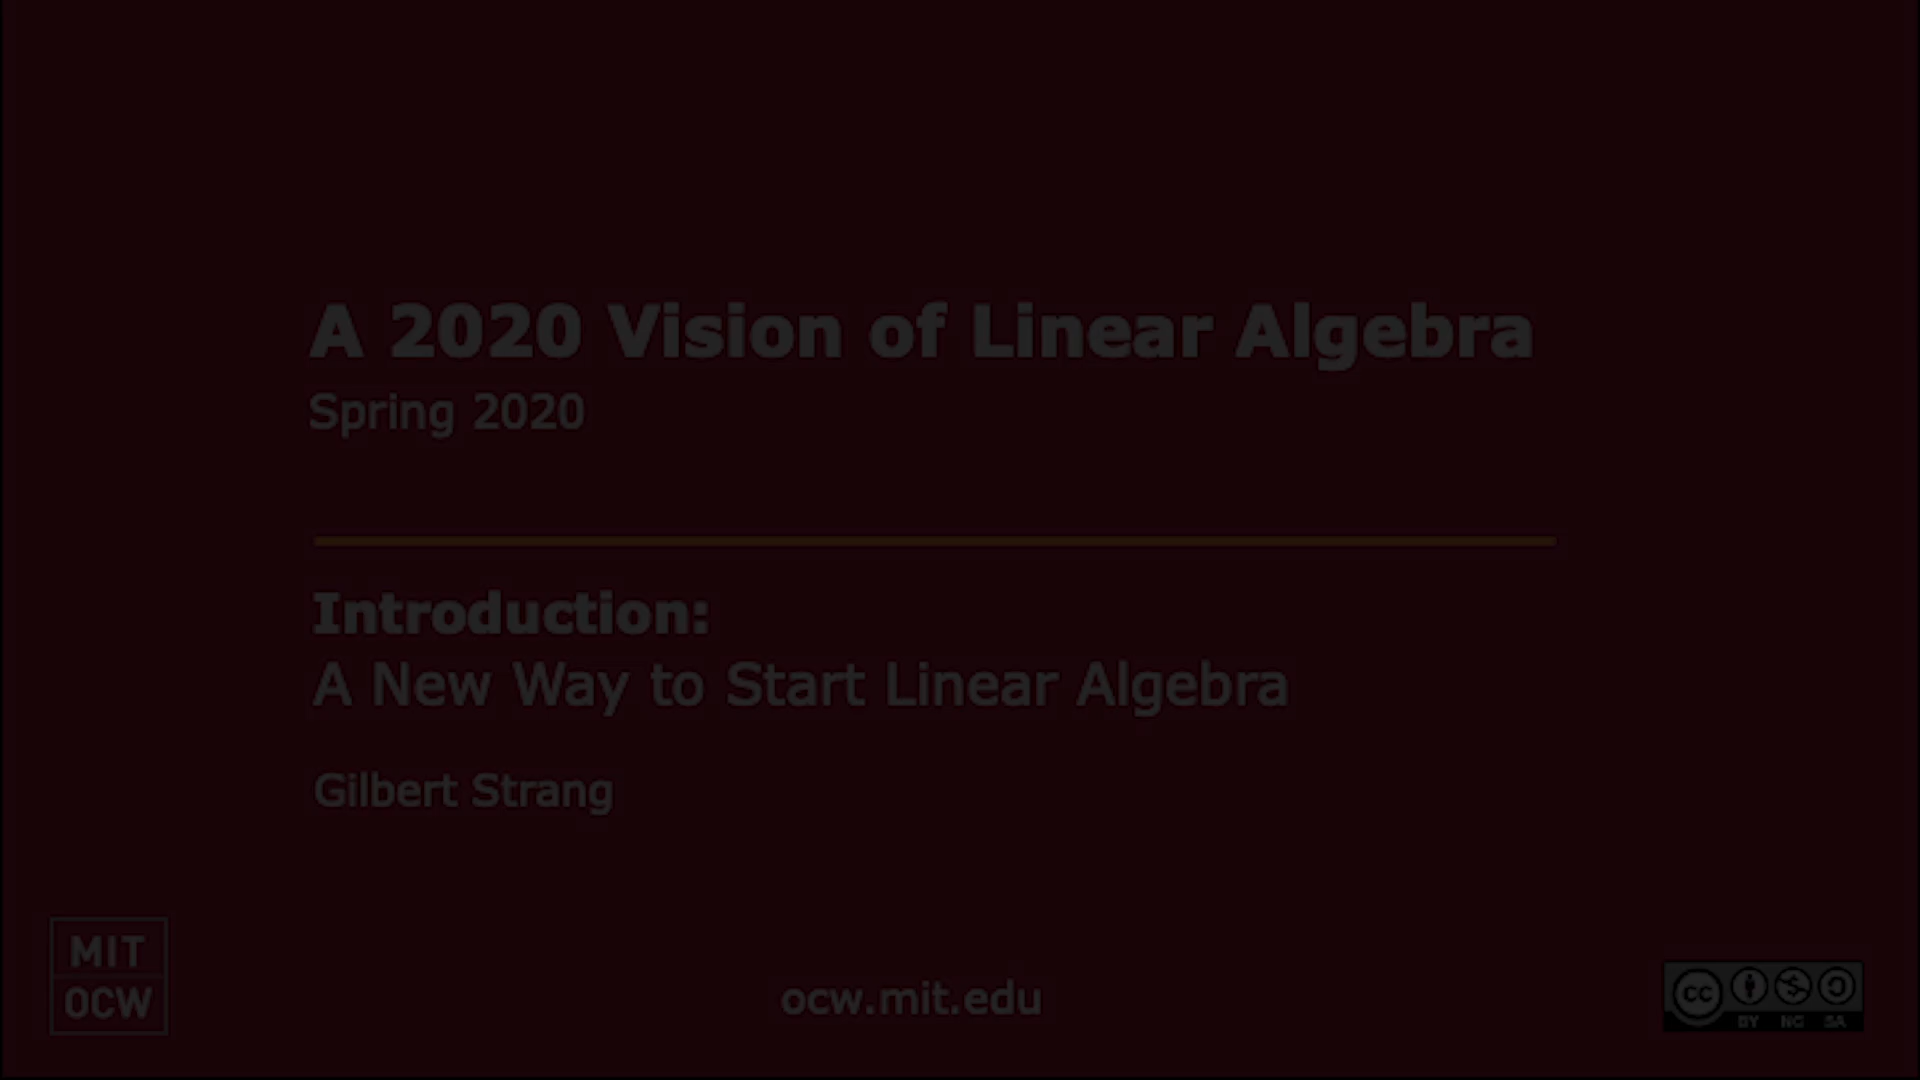 A 2020 Vision of Linear Algebra
Spring 2020
Introduction:
A New Way to Start Linear Algebra
Gilbert Strang
MIT
OCW
ocw.mit.edu
cc
BY NC SA